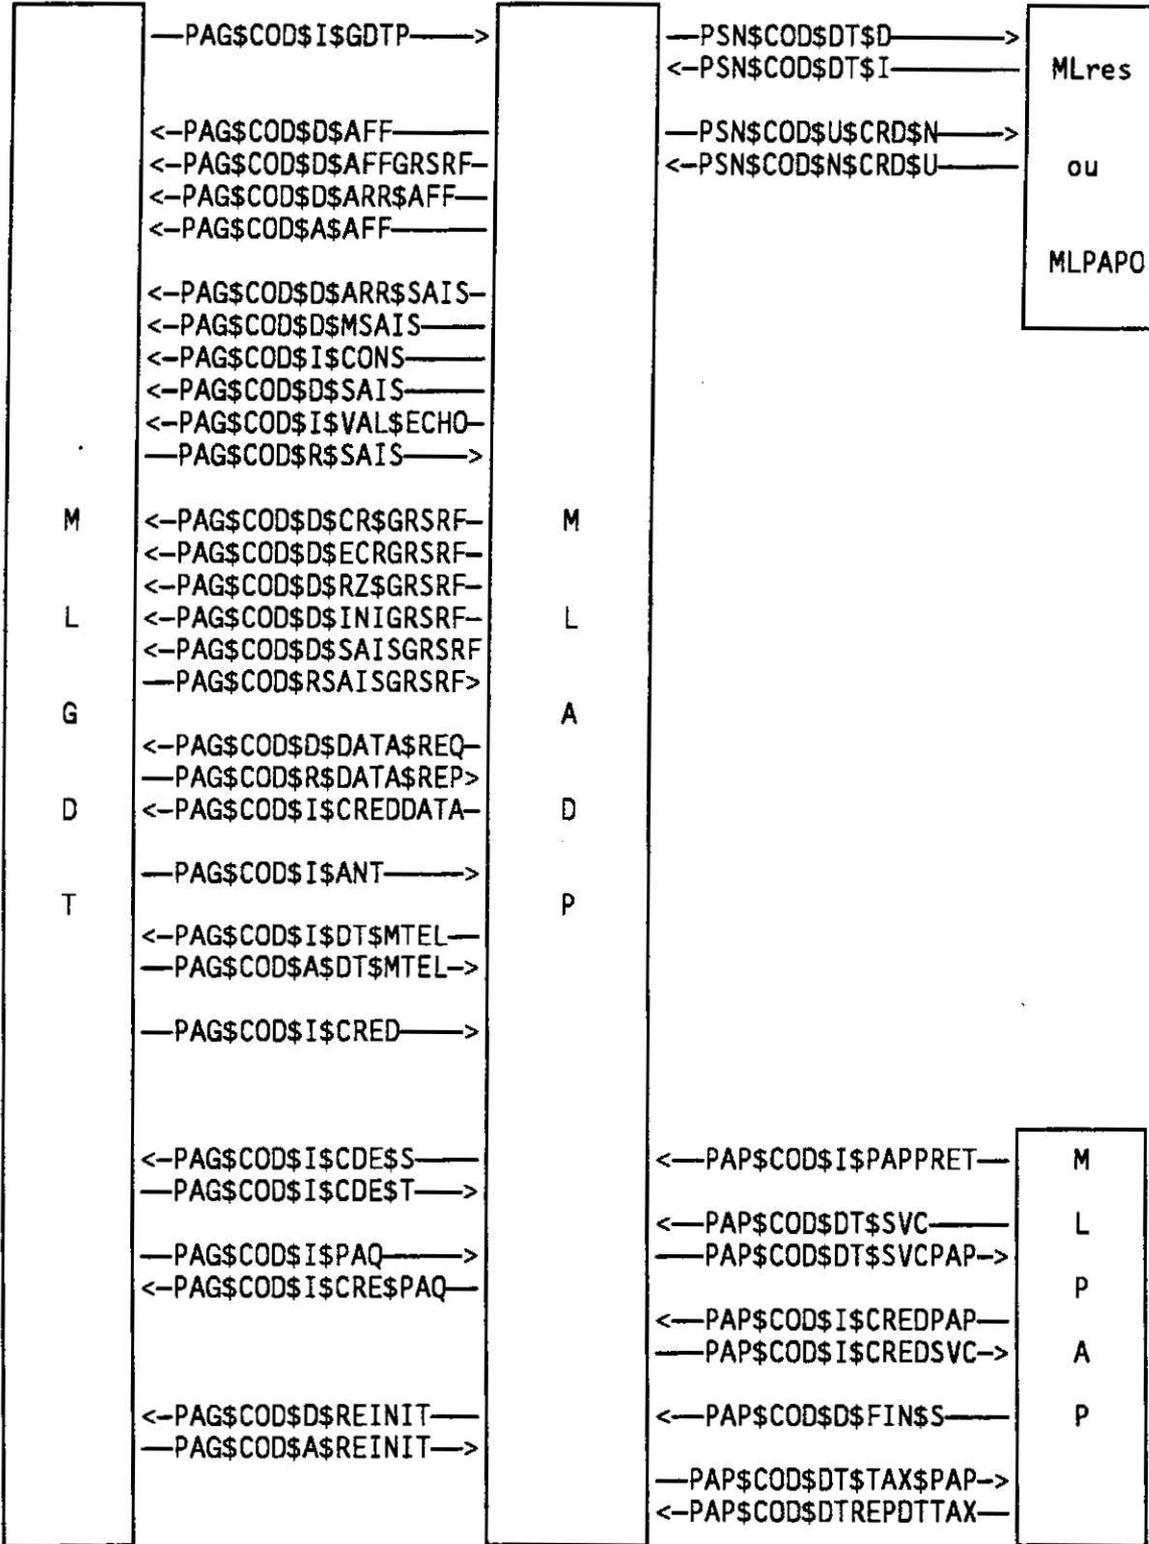 —PAG$COD$I$GDTP——> —PSN$COD$DT$D———>
<—PSN$COD$DT$I——— MLres
<—PAG$COD$D$AFF——— —PSN$COD$U$CRD$N——>
<—PAG$COD$D$AFFGRSRF— <—PSN$COD$N$CRD$U—— ou
<—PAG$COD$D$ARR$AFF—
<—PAG$COD$A$AFF———
MLPAPO
<—PAG$COD$D$ARR$SAIS—
<—PAG$COD$D$MSAIS——
<—PAG$COD$I$CONS——
<—PAG$COD$D$SAIS——
<—PAG$COD$I$VAL$ECHO—
—PAG$COD$R$SAIS——>
M <—PAG$COD$D$CR$GRSRF— M
<—PAG$COD$D$ECRGRSRF—
<—PAG$COD$D$RZ$GRSRF—
L <—PAG$COD$D$INIGRSRF— L
<—PAG$COD$D$SAISGRSRF
—PAG$COD$RSAISGRSRF>
G A
<—PAG$COD$D$DATA$REQ—
—PAG$COD$R$DATA$REP>
D <—PAG$COD$I$CREDDATA— D
—PAG$COD$I$ANT——>
T P
<—PAG$COD$I$DT$MTEL—
—PAG$COD$A$DT$MTEL—>
—PAG$COD$I$CRED——>
<—PAG$COD$I$CDE$S—— <—PAP$COD$I$PAPPRET— M
—PAG$COD$I$CDE$T—>
<—PAP$COD$DT$SVC—— L
—PAG$COD$I$PAQ——> —PAP$COD$DT$SVCPAP—>
<—PAG$COD$I$CRE$PAQ— P
<—PAP$COD$I$CREDPAP—
—PAP$COD$I$CREDSVC—> A
<—PAG$COD$D$REINIT—— <—PAP$COD$D$FIN$S—— P
—PAG$COD$A$REINIT—>
—PAP$COD$DT$TAX$PAP—>
<—PAP$COD$DTREPDTTAX—